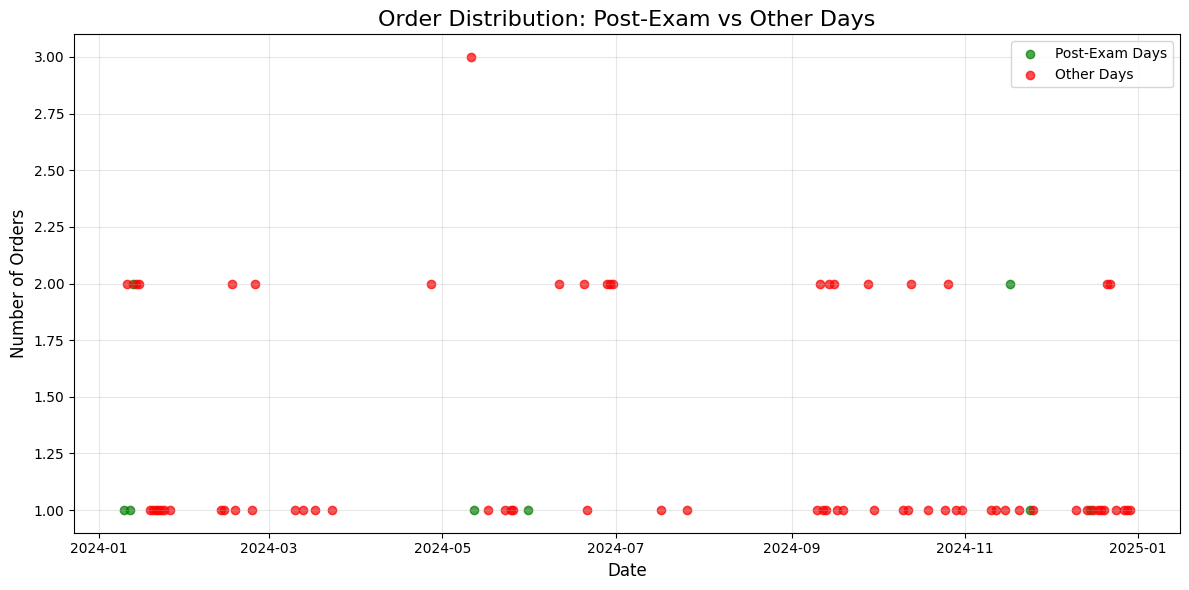 Order Distribution: Post-Exam vs Other Days
Post-Exam Days
Other Days
Number of Orders
3.00
2.75
2.50
2.25
2.00
1.75
1.50
1.25
1.00
2024-01 2024-03 2024-05 2024-07 2024-09 2024-11 2025-01
Date